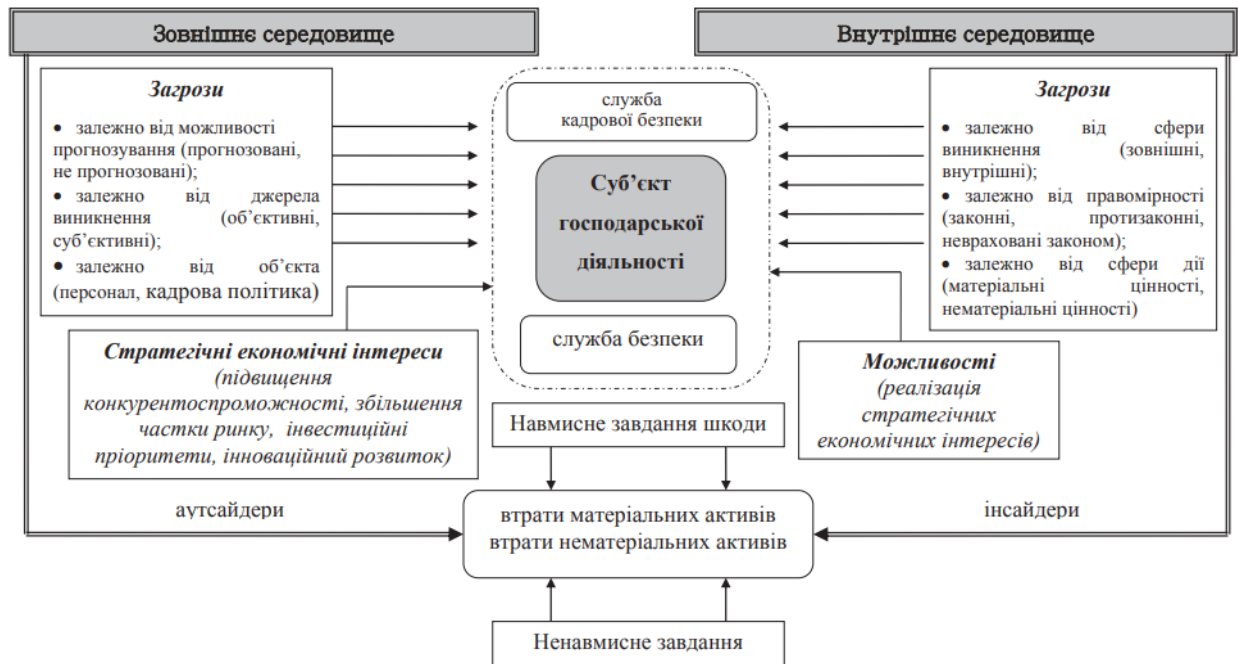 Зовнішнє середовище
Внутрішнє середовище
Загрози
• залежно від можливості
прогнозування (прогнозовані,
не прогнозовані);
• залежно від джерела
виникнення (об’єктивні,
суб’єктивні);
• залежно від об’єкта
(персонал, кадрова політика)
служба
кадрової безпеки
Суб’єкт
господарської
діяльності
служба безпеки
Загрози
• залежно від сфери
виникнення (зовнішні,
внутрішні);
• залежно від правомірності
(законні, протизаконні,
невраховані законом);
• залежно від сфери дії
(матеріальні цінності,
нематеріальні цінності)
Стратегічні економічні інтереси
(підвищення
конкурентоспроможності, збільшення
частки ринку, інвестиційні
пріоритети, інноваційний розвиток)
Можливості
(реалізація
стратегічних
економічних інтересів)
Навмисне завдання шкоди
аутсайдери
втрати матеріальних активів
втрати нематеріальних активів
інсайдери
Ненавмисне завдання